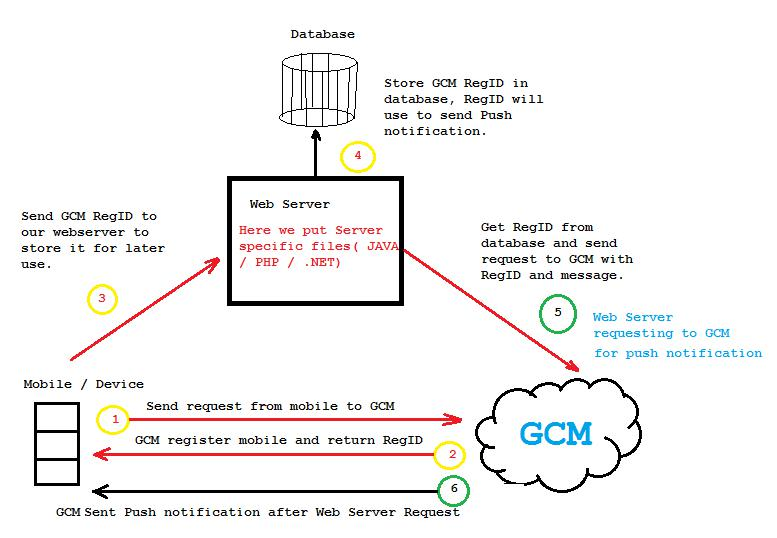 Database
Store GCM RegID in
database, RegID will
use to send Push
notification.
4
Web Server
Here we put Server
specific files( JAVA
/ PHP / .NET)
Send GCM RegID to
our webserver to
store it for later
use.
3
Get RegID from
database and send
request to GCM with
RegID and message.
5
Web Server
requesting to GCM
for push notification
Mobile / Device
1
Send request from mobile to GCM
GCM register mobile and return RegID
2
GCM
6
GCM Sent Push notification after Web Server Request